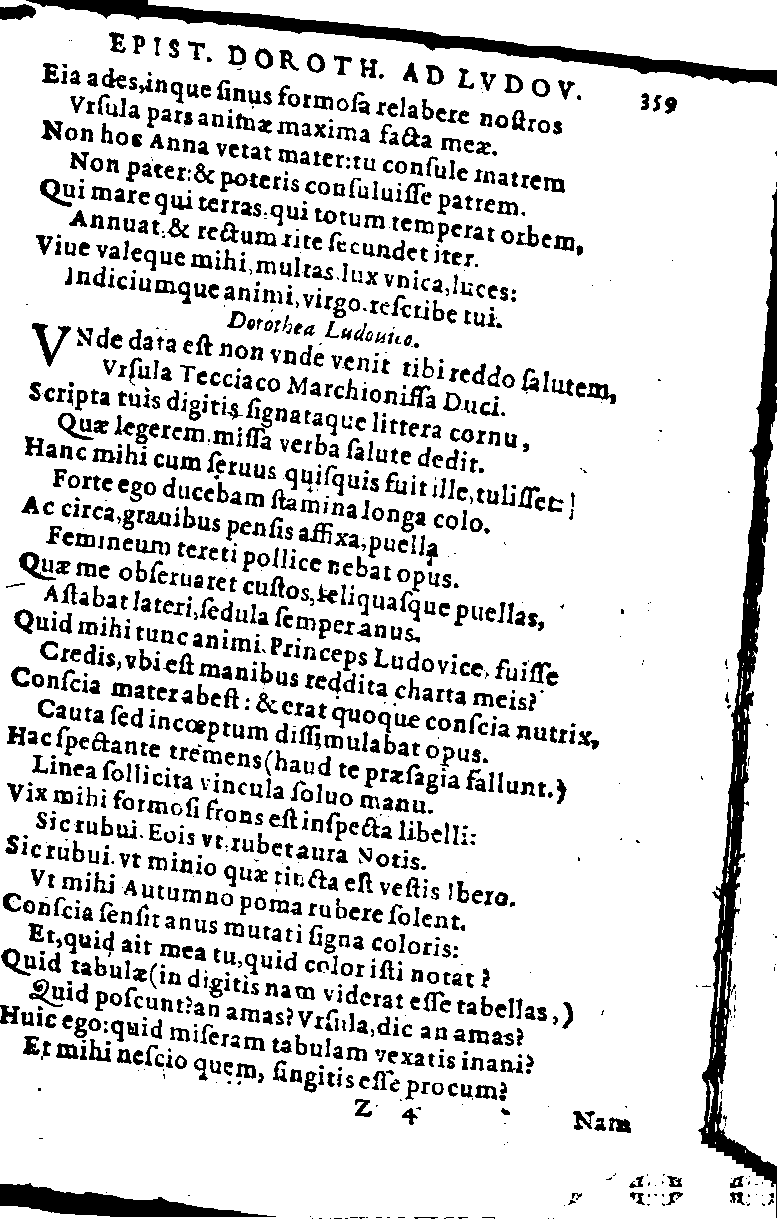 EPIST. DOROTH. AD LVDOV. 359
Eia ades,inque ſinus formoſa relabere noſtros
Vrſula pars animæ maxima facta meæ.
Non hos Anna vetat mater:tu conſule matrem
Non pater:& poteris conſuluiſſe patrem.
Qui mare qui terras.qui totum temperat orbem,
Annuat.& rectum rite ſecundet iter.
Viue valeque mihi,multas.lux vnica,luces:
Indiciumque animi,virgo.reſcribe tui.
Dorothea Ludouico.
VNde data eſt non vnde venit tibi reddo ſalutem,
Vrſula Tecciaco Marchioniſſa Duci.
Scripta tuis digitis ſignataque littera cornu,
Quæ legerem.miſſa verba ſalute dedit.
Hanc mihi cum ſeruus quiſquis fuit ille,tuliſſet:
Forte ego ducebam ſtamina longa colo.
Ac circa,grauibus penſis affixa,puella
Femineum tereti pollice nebat opus.
Quæ me obſeruaret cuſtos,reliquaſque puellas,
Aſtabat lateri,ſedula ſemper anus.
Quid mihi tunc animi.Princeps Ludovice, fuiſſe
Credis,vbi eſt manibus reddita charta meis?
Conſcia mater abeſt : & erat quoque conſcia nutrix,
Cauta ſed incœptum diſſimulabat opus.
Hac ſpectante tremens(haud te præſagia fallunt.)
Linea ſollicita vincula ſoluo manu.
Vix mihi formoſi frons eſt inſpecta libelli:
Sic rubui. Eois vt.rubet aura Notis.
Sic rubui.vt minio quæ tincta eſt veſtis Ibero.
Vt mihi Autumno poma rubere ſolent.
Conſcia ſenſit anus mutati ſigna coloris:
Et,quid ait mea tu,quid color iſti notat ?
Quid tabulæ(in digitis nam viderat eſſe tabellas,)
Quid poſcunt?an amas?Vrſula,dic an amas?
Huic ego:quid miſeram tabulam vexatis inani?
Et mihi neſcio quem, fingitis eſſe procum?
Z 4
Nam